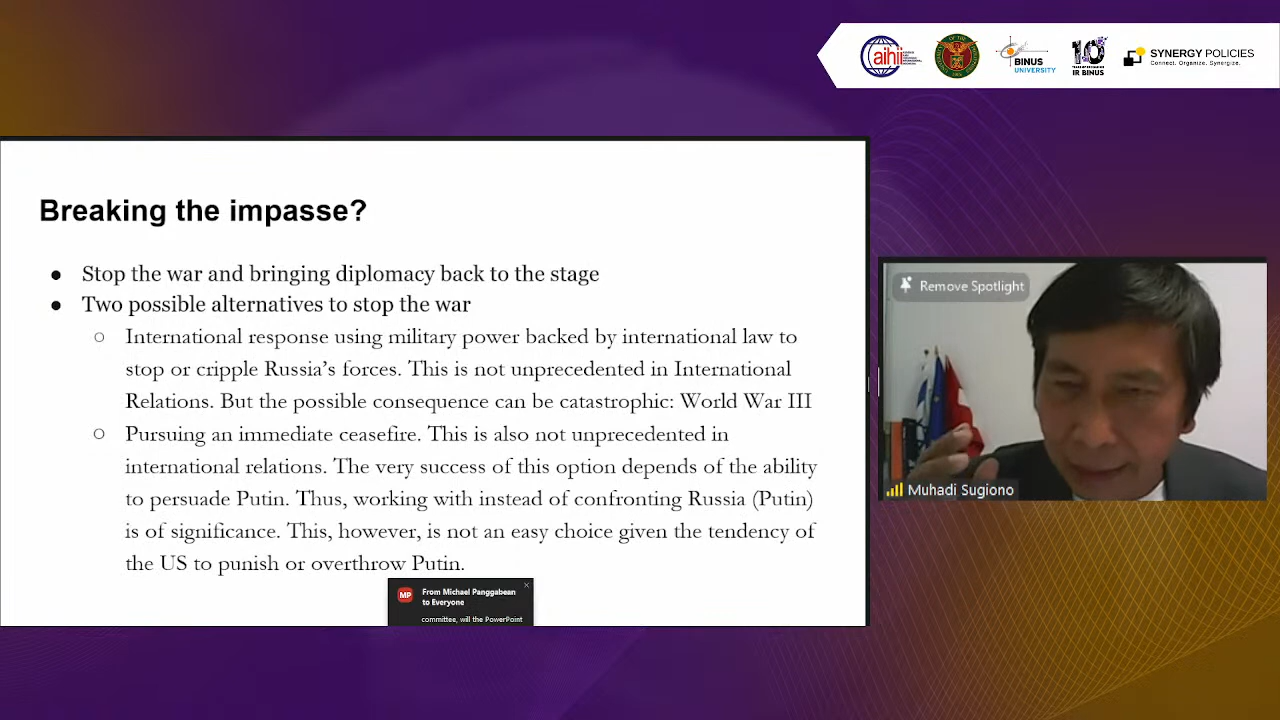 aihii
BINUS
UNIVERSITY
10
IR BINUS
SYNERGY POLICIES
Connect. Organize. Synergize.
Breaking the impasse?
● Stop the war and bringing diplomacy back to the stage
● Two possible alternatives to stop the war
○ International response using military power backed by international law to
stop or cripple Russia's forces. This is not unprecedented in International
Relations. But the possible consequence can be catastrophic: World War III
○ Pursuing an immediate ceasefire. This is also not unprecedented in
international relations. The very success of this option depends of the ability
to persuade Putin. Thus, working with instead of confronting Russia (Putin)
is of significance. This, however, is not an easy choice given the tendency of
the US to punish or overthrow Putin.
Remove Spotlight
Muhadi Sugiono
MP
From Michael Panggabean
to Everyone
committee, will the PowerPoint